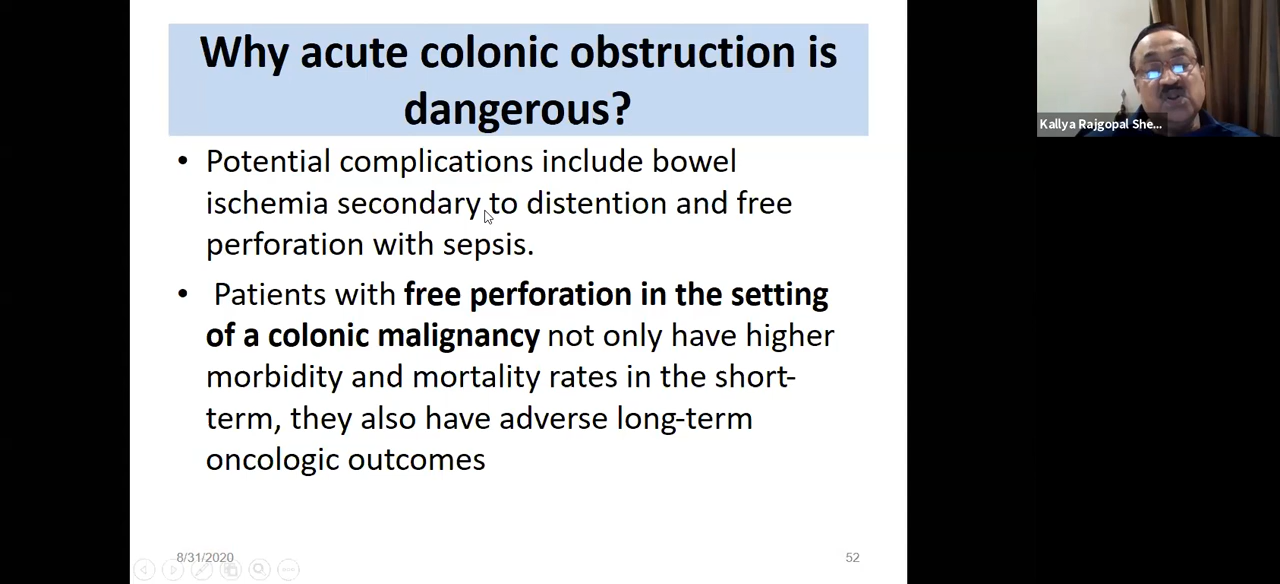 Why acute colonic obstruction is
dangerous?
• Potential complications include bowel
ischemia secondary to distention and free
perforation with sepsis.
• Patients with free perforation in the setting
of a colonic malignancy not only have higher
morbidity and mortality rates in the short-
term, they also have adverse long-term
oncologic outcomes
8/31/2020
52
Kallya Rajgopal She...